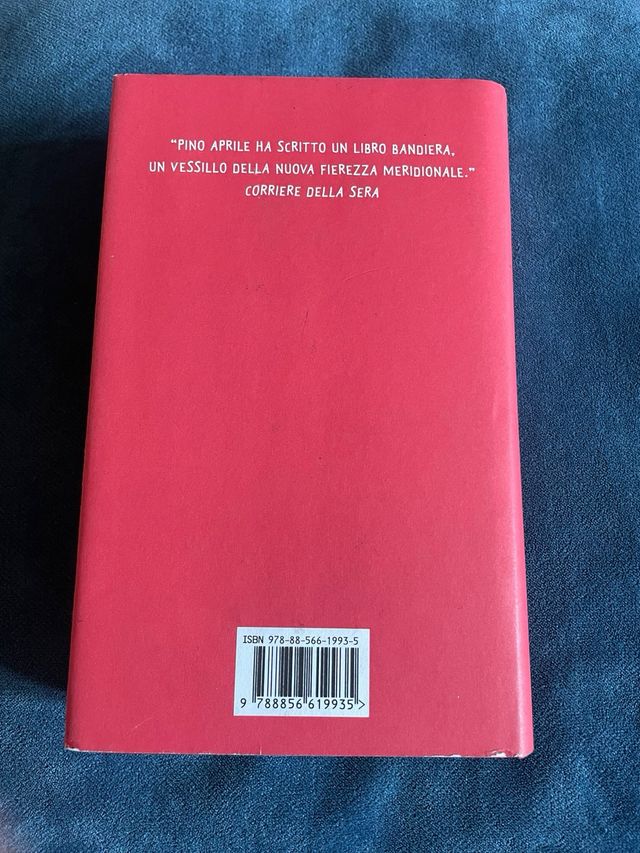 "PINO APRILE HA SCRITTO UN LIBRO BANDIERA,
UN VESSILLO DELLA NUOVA FIEREZZA MERIDIONALE."
CORRIERE DELLA SERA
ISBN 978-88-566-1993-5
9 788856 619935>